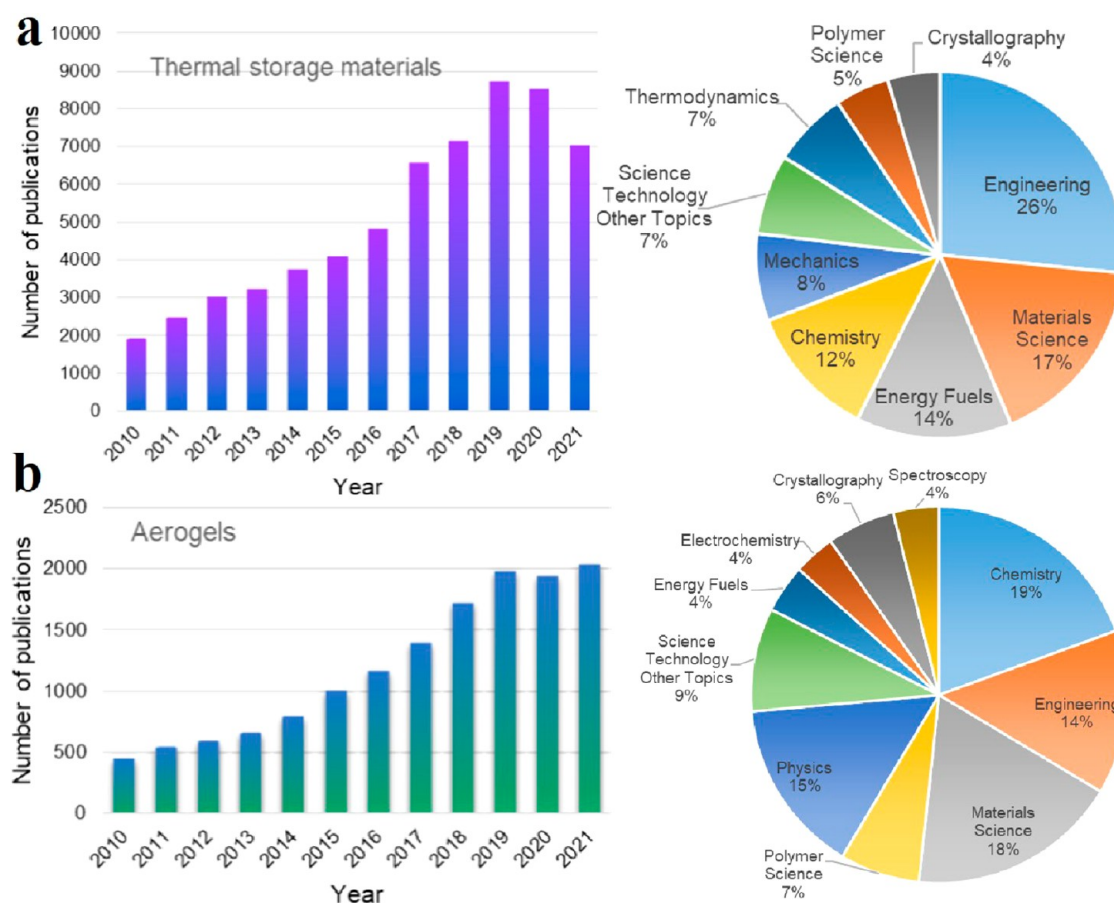 a
Thermal storage materials
Number of publications
10000
9000
8000
7000
6000
5000
4000
3000
2000
1000
0
2010
2011
2012
2013
2014
2015
2016
2017
2018
2019
2020
2021
Year
Polymer
Science
5%
Crystallography
4%
Thermodynamics
7%
Science
Technology
Other Topics
7%
Engineering
26%
Mechanics
8%
Materials
Science
17%
Chemistry
12%
Energy Fuels
14%
b
Aerogels
Number of publications
2500
2000
1500
1000
500
0
2010
2011
2012
2013
2014
2015
2016
2017
2018
2019
2020
2021
Year
Crystallography
6%
Spectroscopy
4%
Electrochemistry
4%
Energy Fuels
4%
Science
Technology
Other Topics
9%
Chemistry
19%
Engineering
14%
Physics
15%
Materials
Science
18%
Polymer
Science
7%